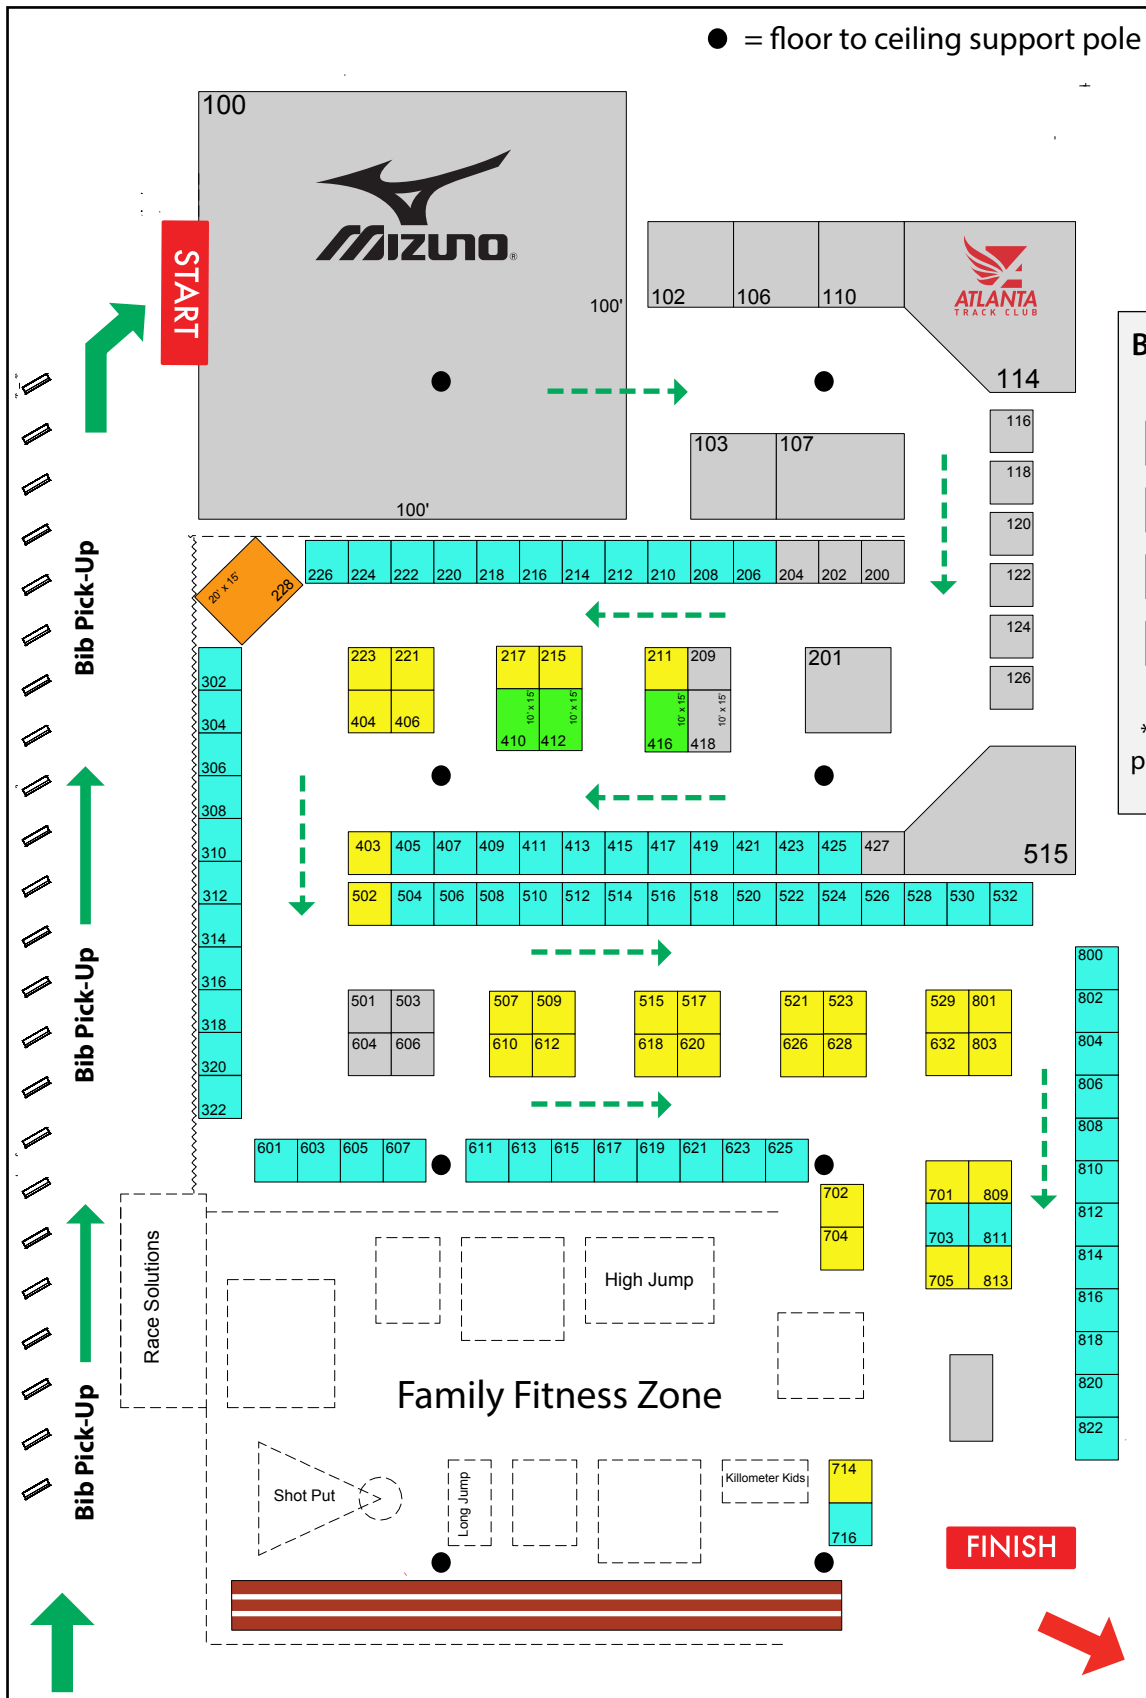 = floor to ceiling support pole
100
MIZUNO®
START
100'
100'
102
106
110
ATLANTA
TRACK CLUB
114
B
103
107
116
118
120
122
124
126
*
p
Bib Pick-Up
20' x 15'
228
226 224 222 220 218 216 214 212 210 208 206 204 202 200
302
304
306
308
310
312
314
316
318
320
322
223 221
404 406
217 215
10' x 15' 10' x 15'
410 412
211 209
10' x 15' 10' x 15'
416 418
201
403 405 407 409 411 413 415 417 419 421 423 425 427
515
502 504 506 508 510 512 514 516 518 520 522 524 526 528 530 532
Bib Pick-Up
501 503
604 606
507 509
610 612
515 517
618 620
521 523
626 628
529 801
632 803
800
802
804
806
808
810
812
814
816
818
820
822
601 603 605 607
611 613 615 617 619 621 623 625
702
704
701 809
703 811
705 813
Race Solutions
High Jump
Family Fitness Zone
Bib Pick-Up
Shot Put
Long Jump
Killometer Kids
714
716
FINISH